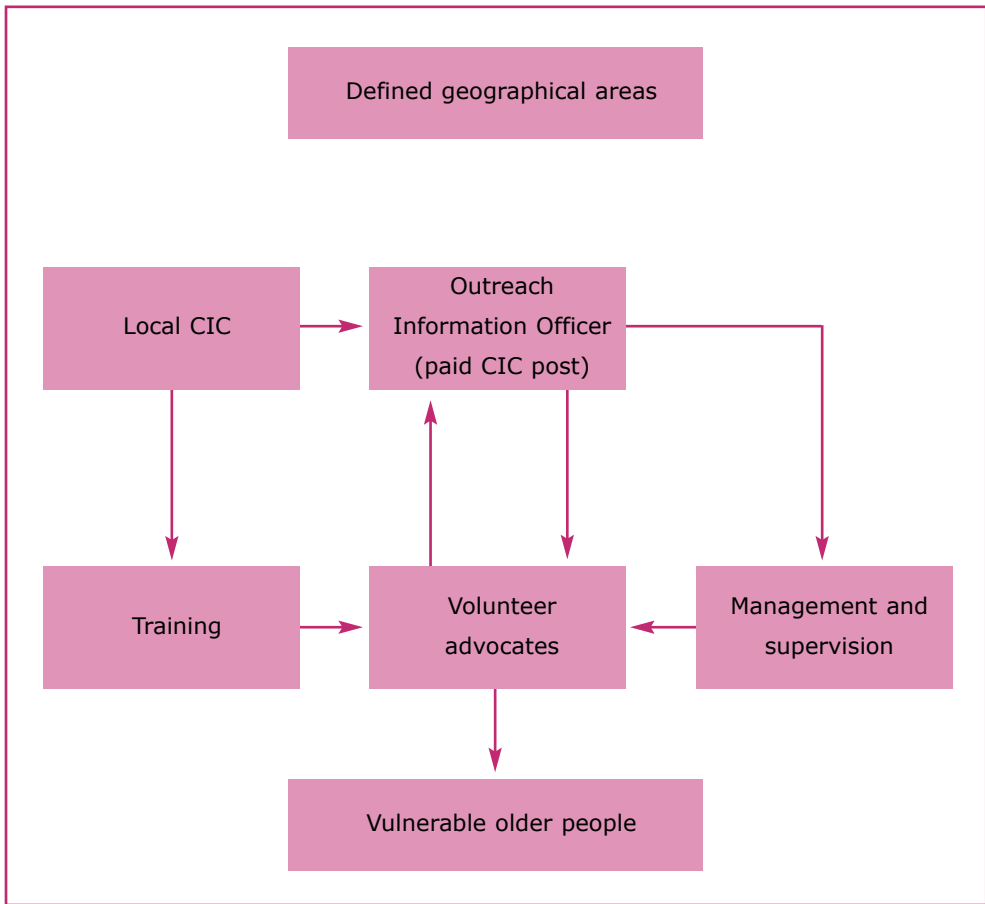 Defined geographical areas
Local CIC
Outreach
Information Officer
(paid CIC post)
Training
Volunteer
advocates
Management and
supervision
Vulnerable older people